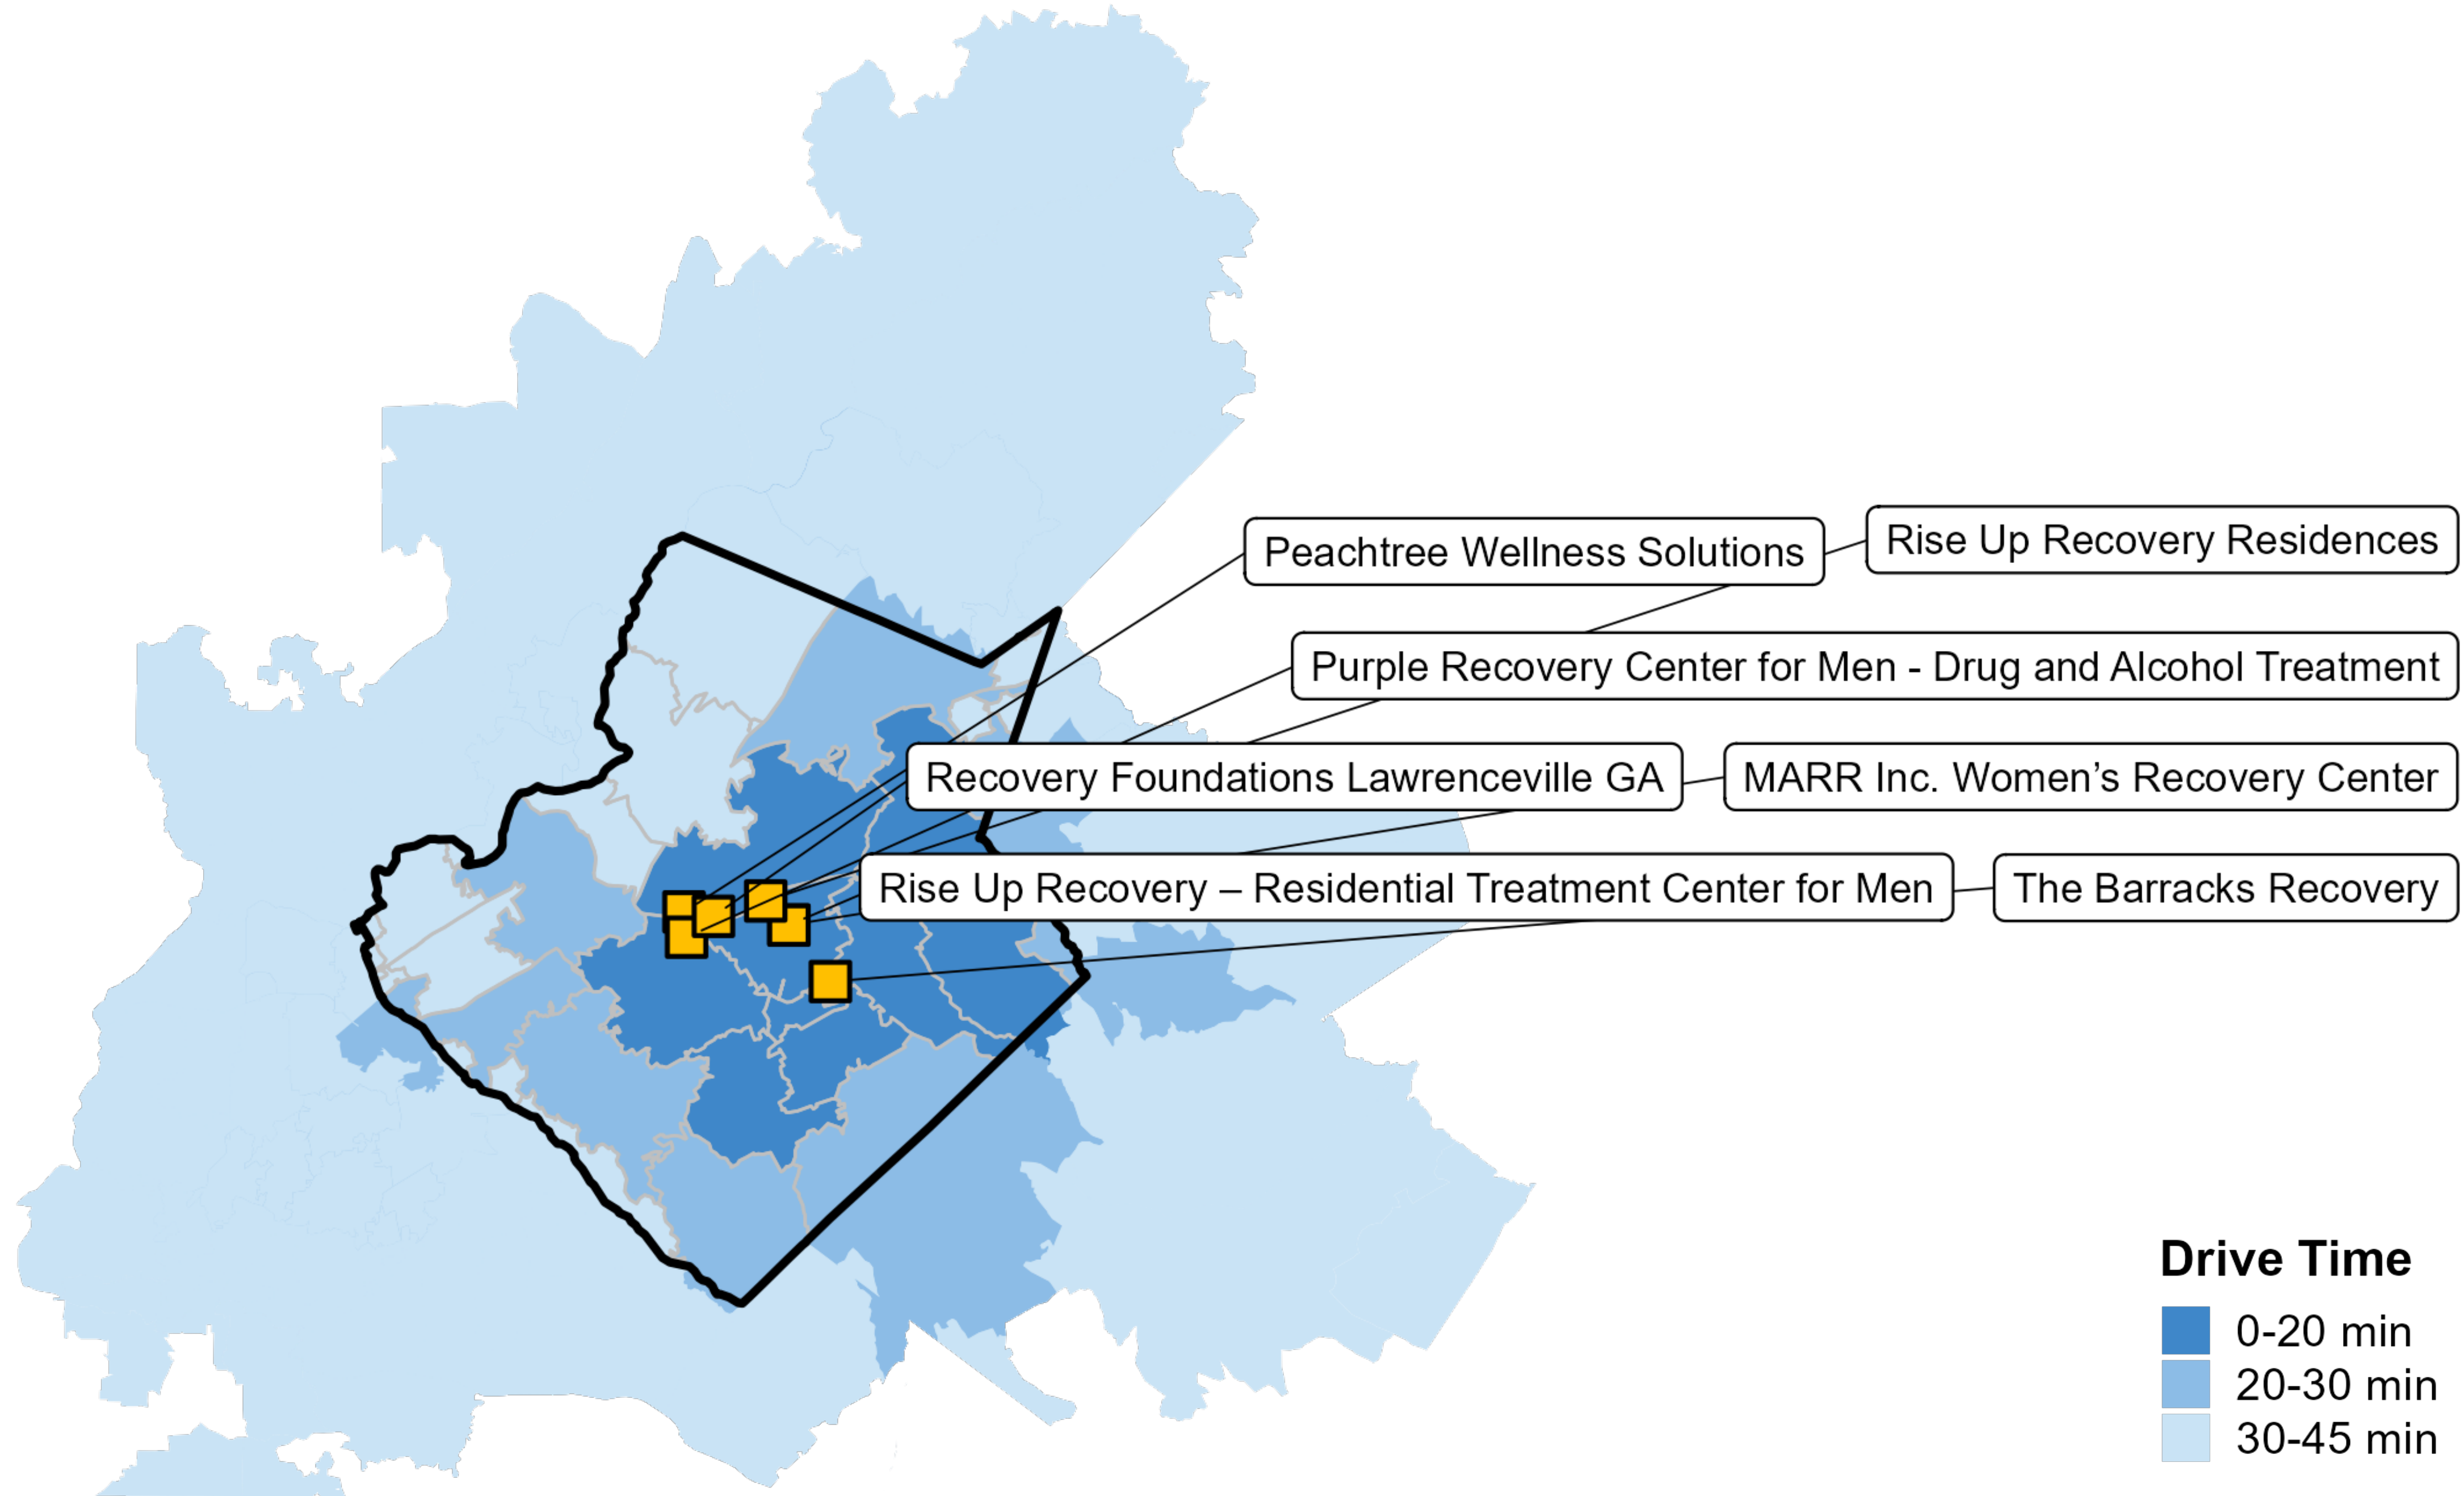 Peachtree Wellness Solutions
Rise Up Recovery Residences
Purple Recovery Center for Men - Drug and Alcohol Treatment
Recovery Foundations Lawrenceville GA
MARR Inc. Women’s Recovery Center
Rise Up Recovery – Residential Treatment Center for Men
The Barracks Recovery
Drive Time
0-20 min
20-30 min
30-45 min